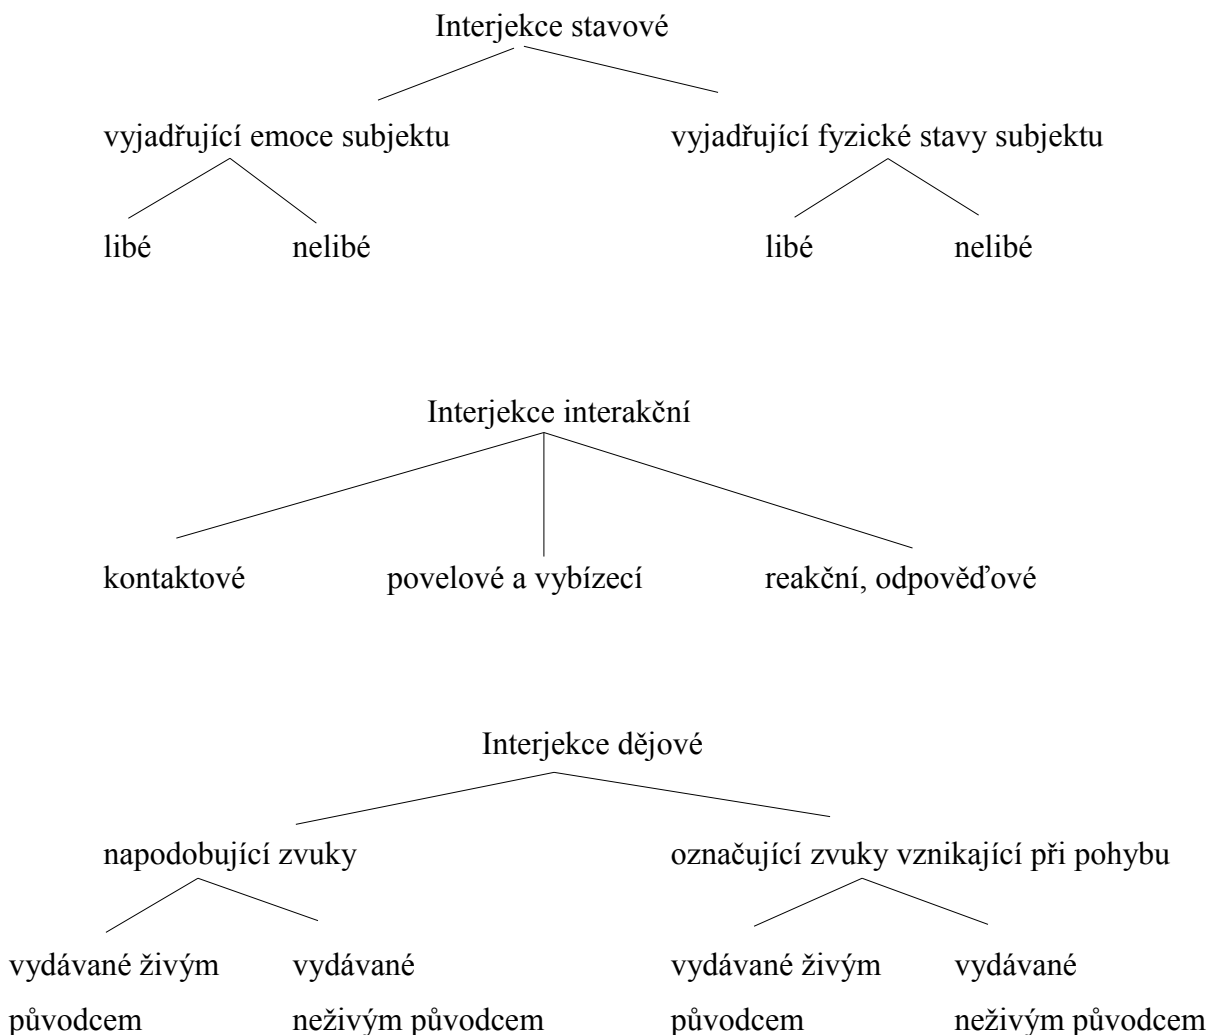 Interjekce stavové
vyjadřující emoce subjektu vyjadřující fyzické stavy subjektu
libé nelibé libé nelibé
Interjekce interakční
kontaktové povelové a vybízecí reakční, odpověďové
Interjekce dějové
napodobující zvuky označující zvuky vznikající při pohybu
vydávané živým vydávané vydávané živým vydávané
původcem neživým původcem původcem neživým původcem